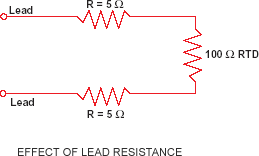 Lead
R = 5 Ω
100 Ω RTD
Lead
R = 5 Ω
EFFECT OF LEAD RESISTANCE